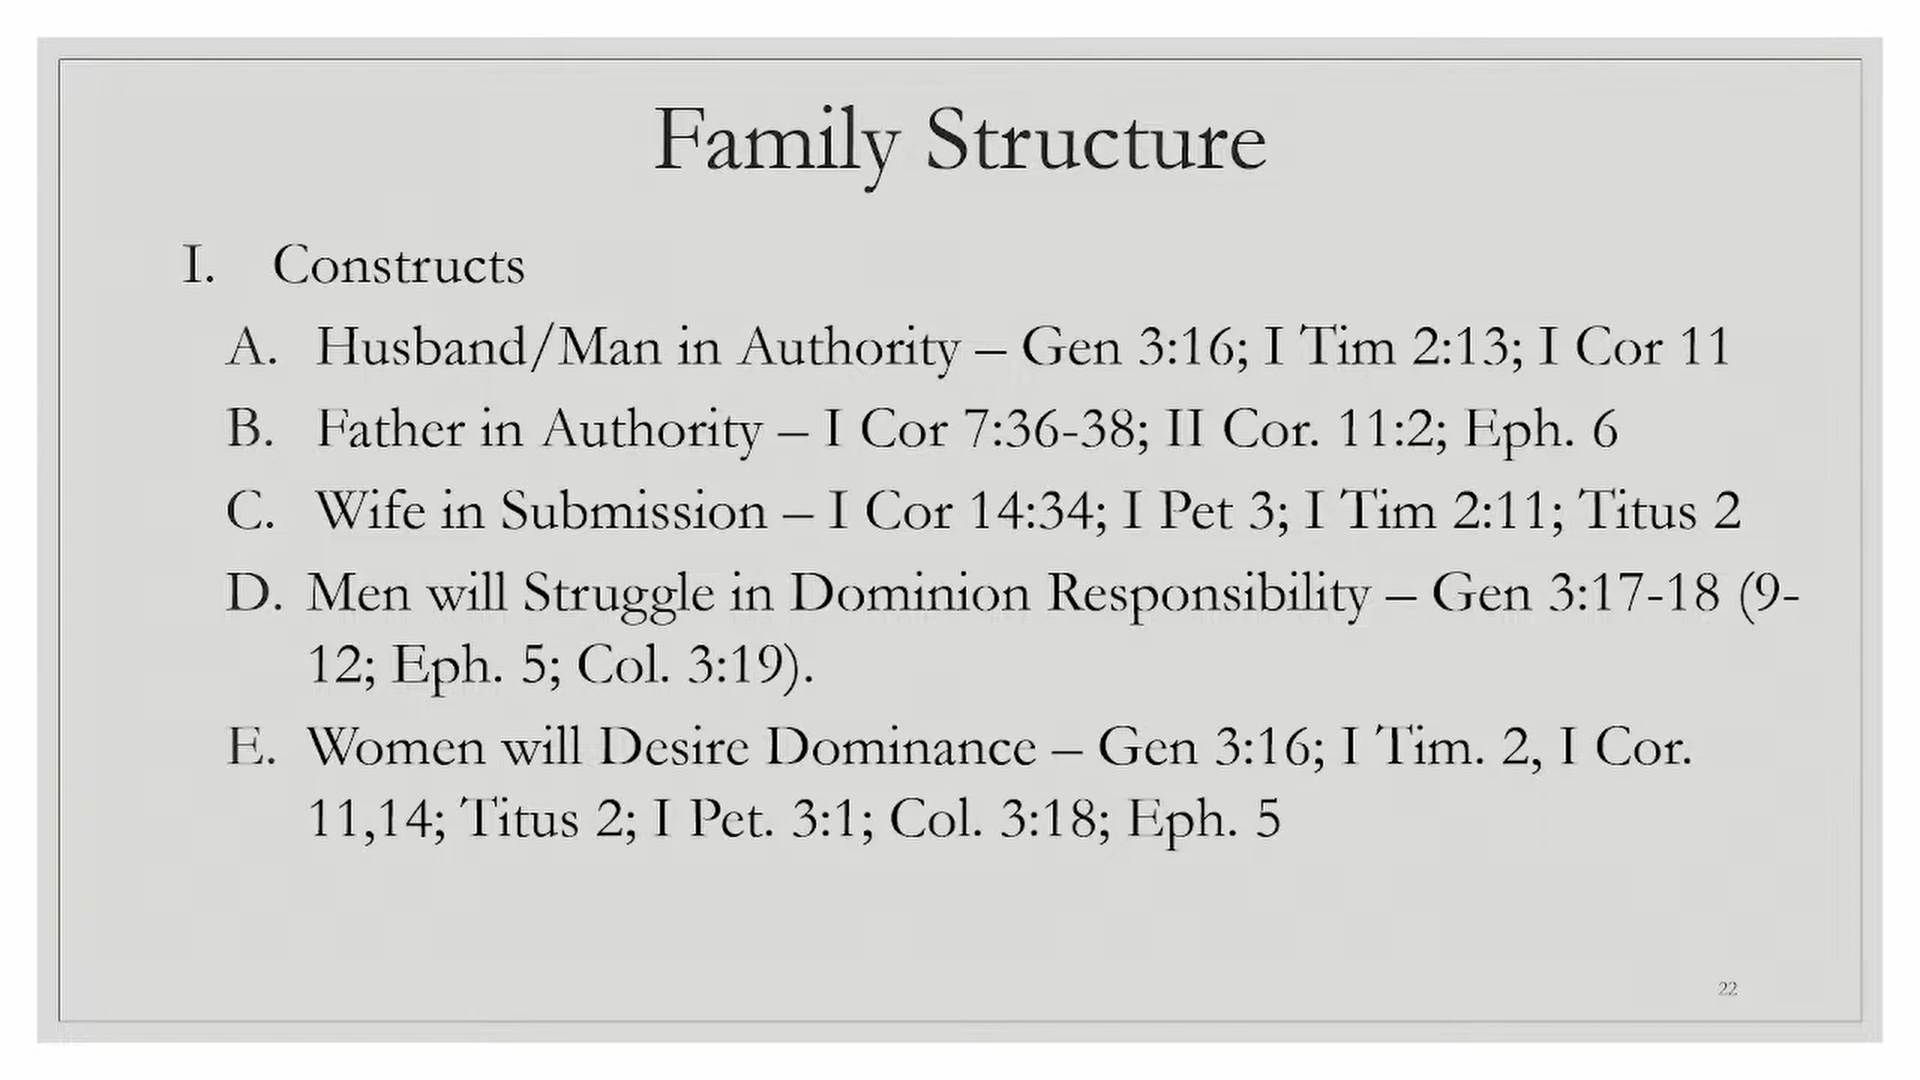 Family Structure
I. Constructs
A. Husband/Man in Authority – Gen 3:16; I Tim 2:13; I Cor 11
B. Father in Authority – I Cor 7:36-38; II Cor. 11:2; Eph. 6
C. Wife in Submission – I Cor 14:34; I Pet 3; I Tim 2:11; Titus 2
D. Men will Struggle in Dominion Responsibility – Gen 3:17-18 (9-
12; Eph. 5; Col. 3:19).
E. Women will Desire Dominance – Gen 3:16; I Tim. 2, I Cor.
11,14; Titus 2; I Pet. 3:1; Col. 3:18; Eph. 5
22